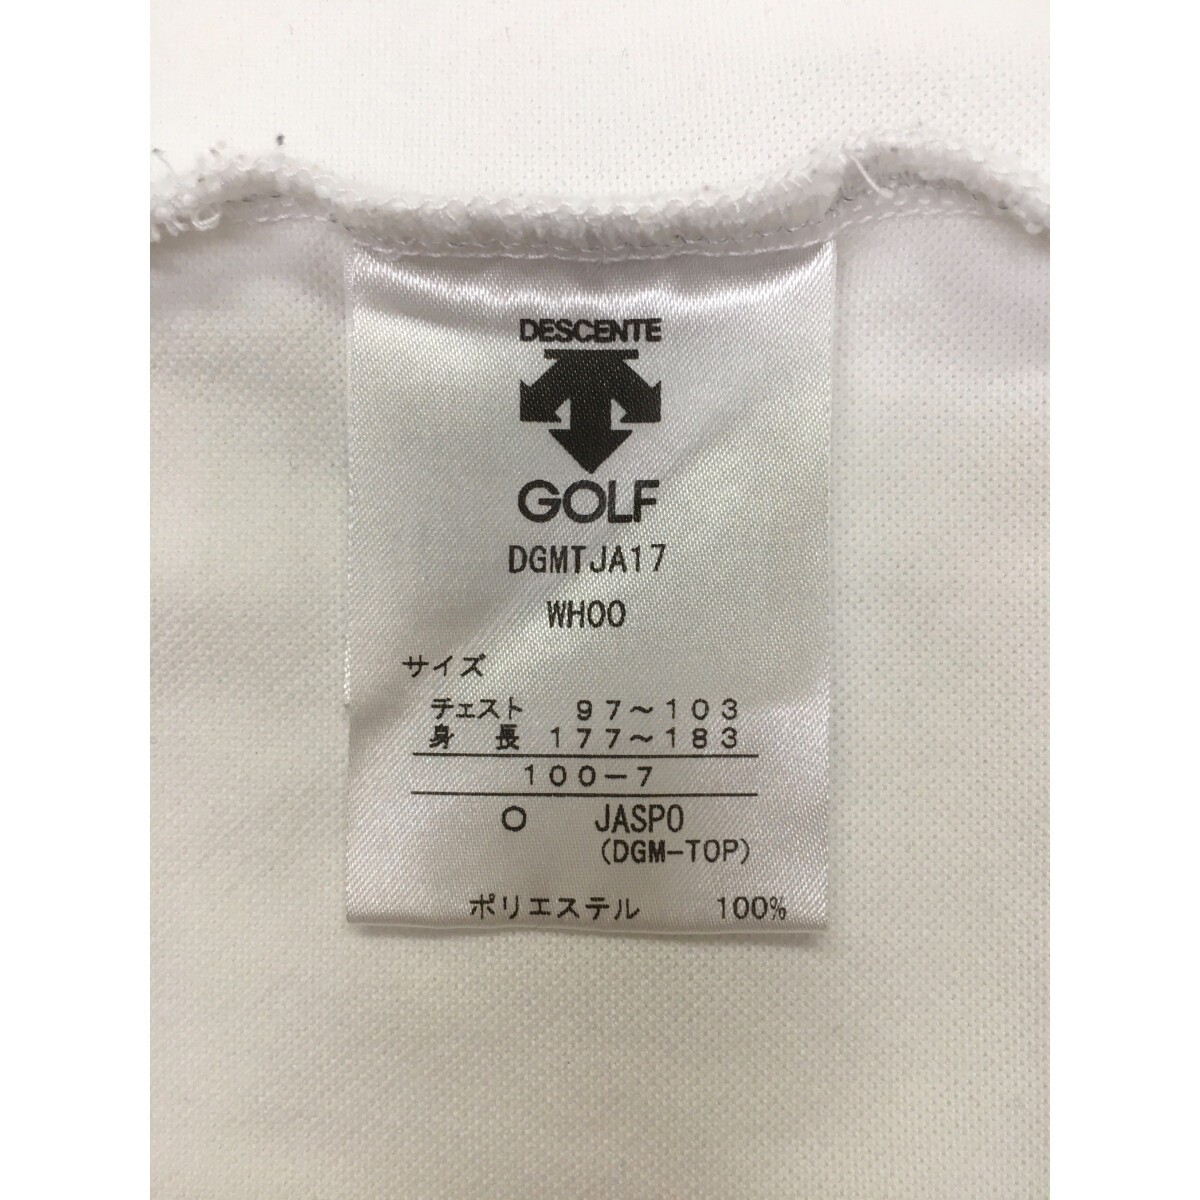 DESCENTE
GOLF
DGMTJA17
WH00
サイズ
チェスト 97~103
身長 177~183
100-7
O JASPO
(DGM-TOP)
ポリエステル 100%